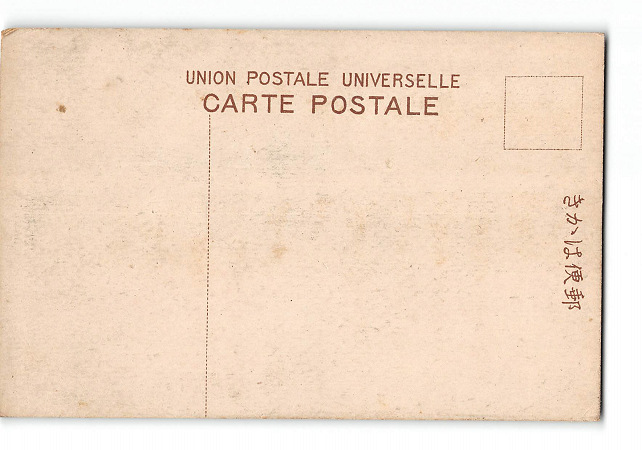 UNION POSTALE UNIVERSELLE
CARTE POSTALE
きかは便郵